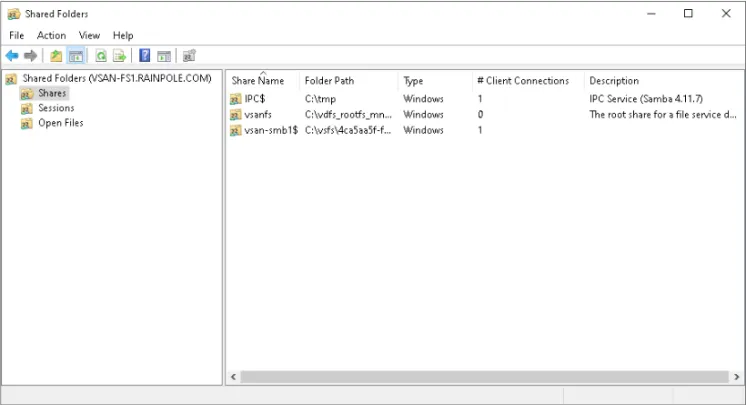 Shared Folders
File Action View Help
Shared Folders (VSAN-FS1.RAINPOLE.COM)
Shares
Sessions
Open Files
Share Name Folder Path Type # Client Connections Description
IPC$ C:\tmp Windows 1 IPC Service (Samba 4.11.7)
vsanfs C:\vdfs_rootfs_mn... Windows 0 The root share for a file service d...
vsan-smb1$ C:\vsfs\4ca5aa5f-f... Windows 1